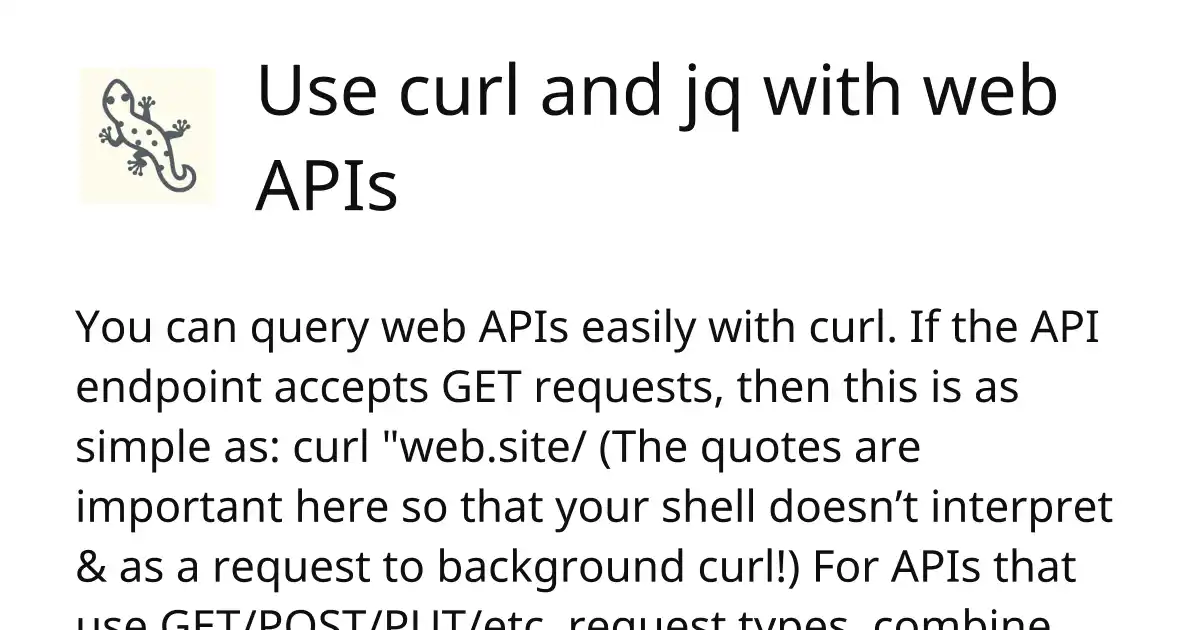 Use curl and jq with web
APIs
You can query web APIs easily with curl. If the API
endpoint accepts GET requests, then this is as
simple as: curl "web.site/ (The quotes are
important here so that your shell doesn’t interpret
& as a request to background curl!) For APIs that
use GET/POST/PUT/etc. request types, combine